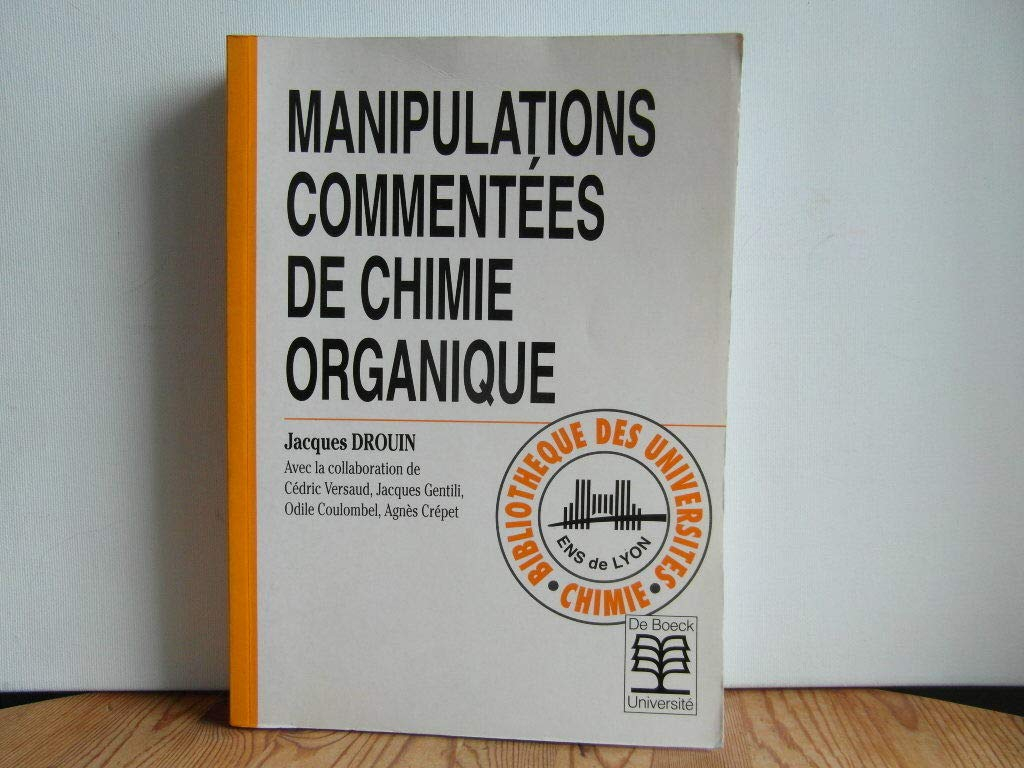 MANIPULATIONS
COMMENTÉES
DE CHIMIE
ORGANIQUE
Jacques DROUIN
Avec la collaboration de
Cédric Versaud, Jacques Gentili,
Odile Coulombel, Agnès Crépet
BIBLIOTHEQUE DES UNIVERSITES
• CHIMIE •
ENS de LYON
De Boeck
Université